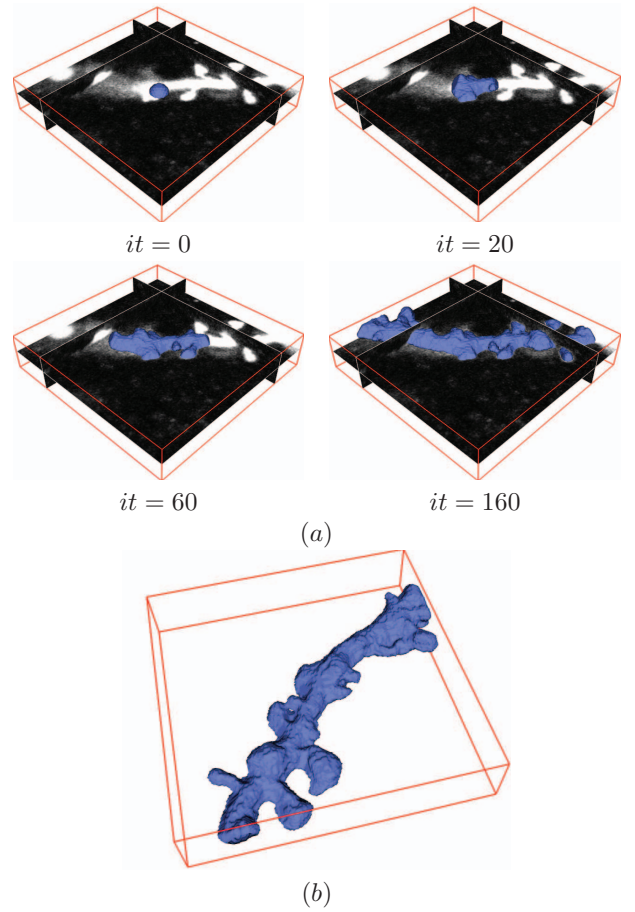 it = 0
it = 20
it = 60
it = 160
(a)
(b)